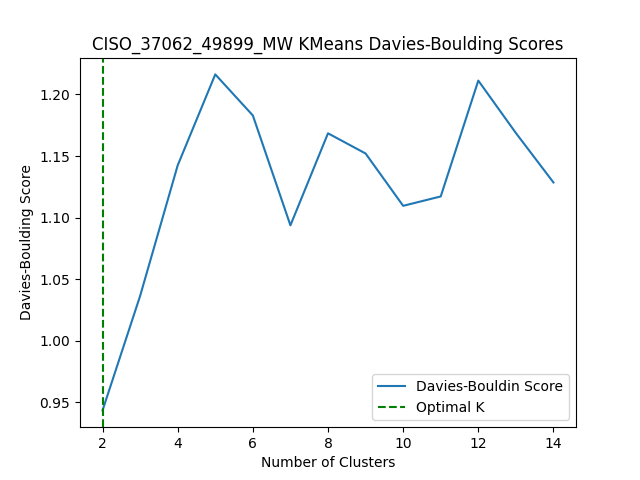 CISO_37062_49899_MW KMeans Davies-Boulding Scores
Davies-Boulding Score
1.20
1.15
1.10
1.05
1.00
0.95
Davies-Bouldin Score
Optimal K
2 4 6 8 10 12 14
Number of Clusters